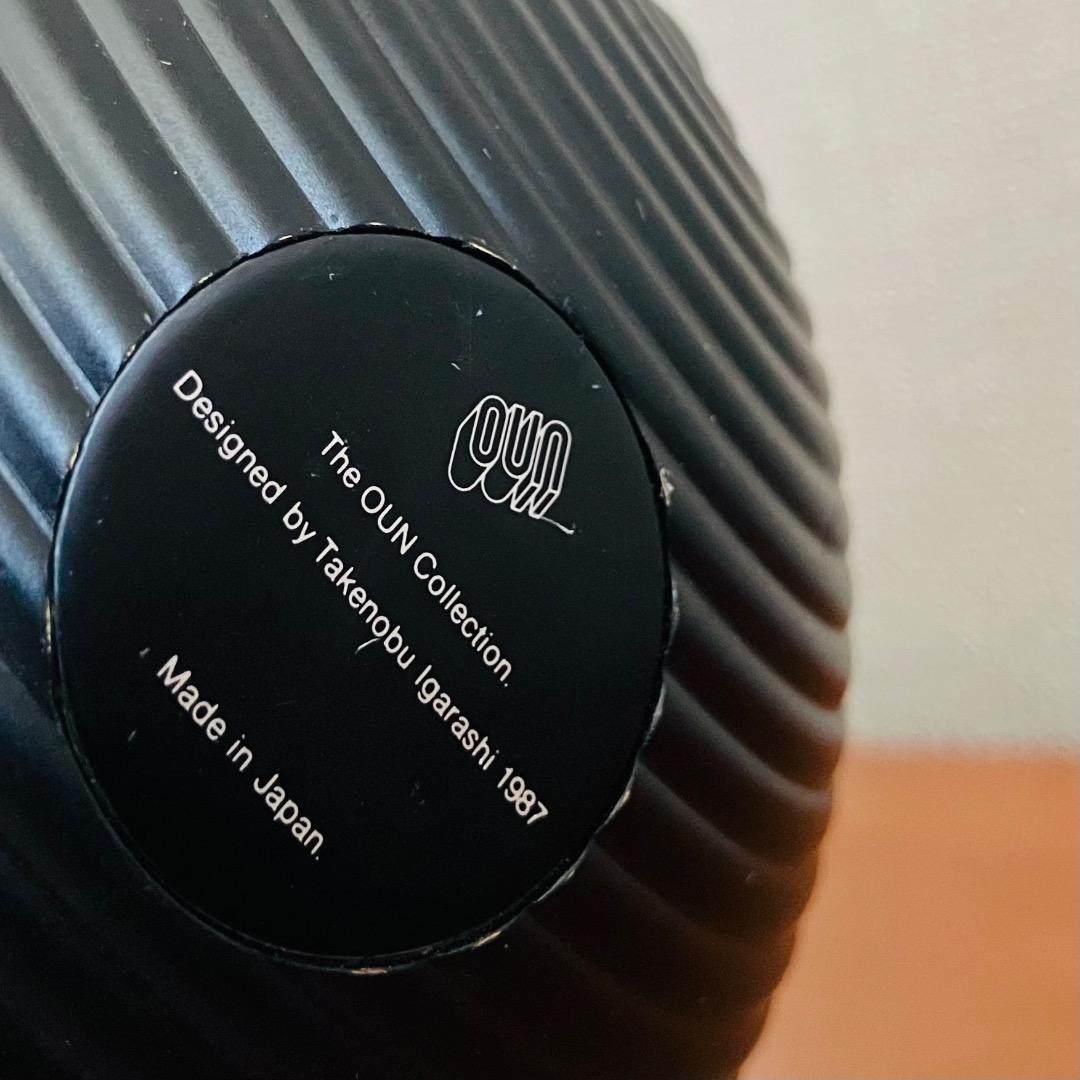 OUN
The OUN Collection.
Designed by Takenobu Igarashi 1987
Made in Japan.